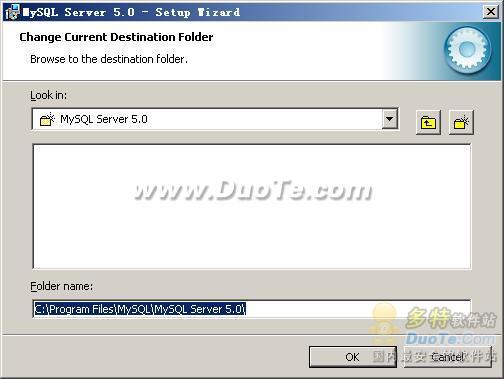 MySQL Server 5.0 - Setup Wizard
Change Current Destination Folder
Browse to the destination folder.
Look in:
MySQL Server 5.0
www.DuoTe.com
Folder name:
C:\Program Files\MySQL\MySQL Server 5.0\
多特软件站
DuoTe.com
国内最安全的软件站
OK
Cancel